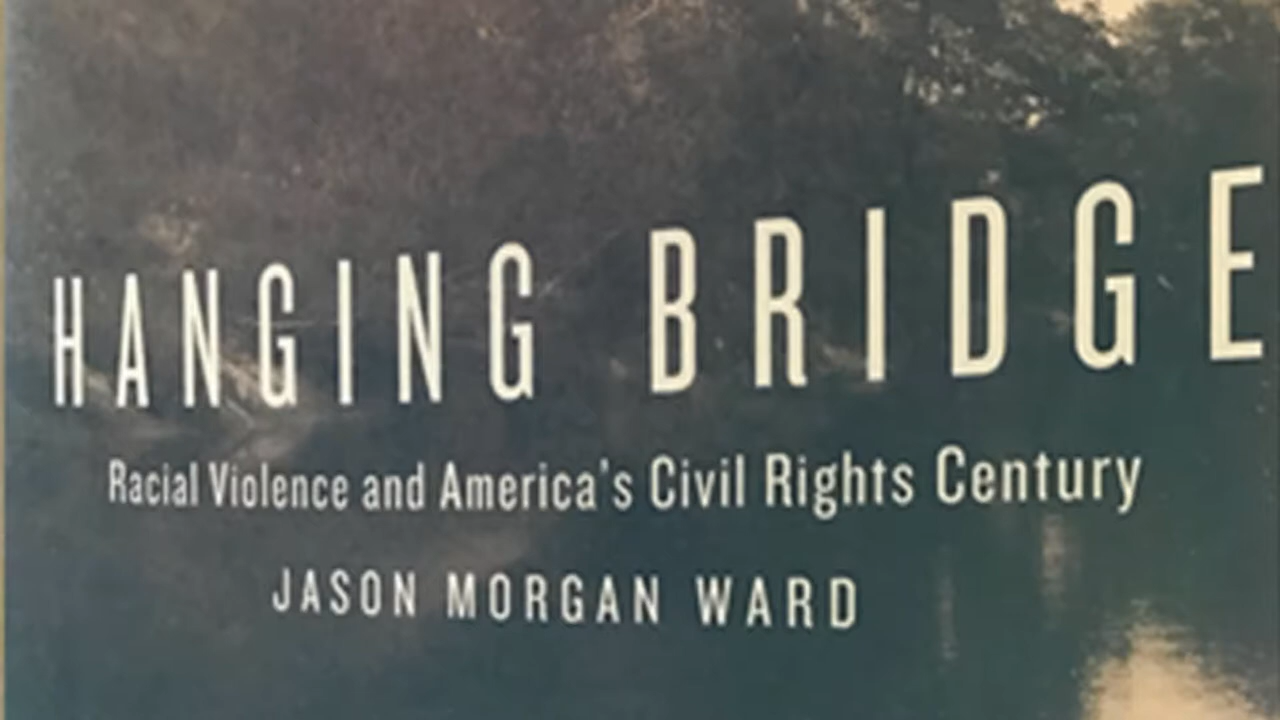 HANGING BRIDGE
Racial Violence and America's Civil Rights Century
JASON MORGAN WARD